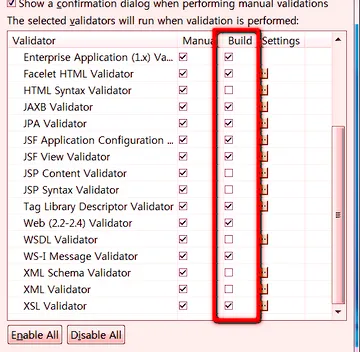 Show a confirmation dialog when performing manual validations
The selected validators will run when validation is performed:
Validator Manua Build Settings
Enterprise Application (1.x) Va...
Facelet HTML Validator
HTML Syntax Validator
JAXB Validator
JPA Validator
JSF Application Configuration ...
JSF View Validator
JSP Content Validator
JSP Syntax Validator
Tag Library Descriptor Validator
Web (2.2-2.4) Validator
WSDL Validator
WS-I Message Validator
XML Schema Validator
XML Validator
XSL Validator
Enable All Disable All